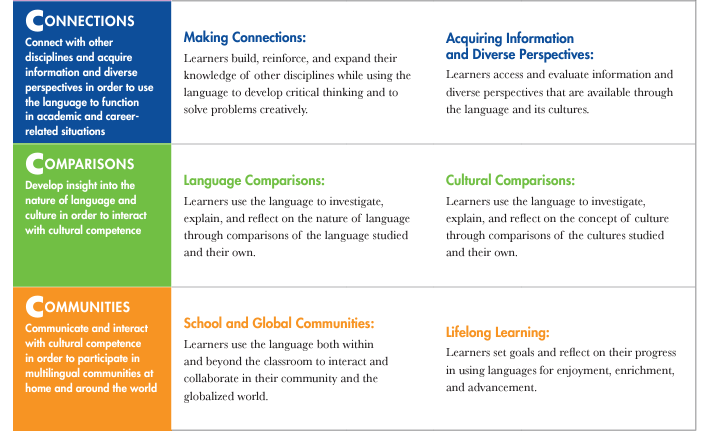 CONNECTIONS
Connect with other
disciplines and acquire
information and diverse
perspectives in order to use
the language to function
in academic and career-
related situations
Making Connections:
Learners build, reinforce, and expand their
knowledge of other disciplines while using the
language to develop critical thinking and to
solve problems creatively.
Acquiring Information
and Diverse Perspectives:
Learners access and evaluate information and
diverse perspectives that are available through
the language and its cultures.
COMPARISONS
Develop insight into the
nature of language and
culture in order to interact
with cultural competence
Language Comparisons:
Learners use the language to investigate,
explain, and reflect on the nature of language
through comparisons of the language studied
and their own.
Cultural Comparisons:
Learners use the language to investigate,
explain, and reflect on the concept of culture
through comparisons of the cultures studied
and their own.
COMMUNITIES
Communicate and interact
with cultural competence
in order to participate in
multilingual communities at
home and around the world
School and Global Communities:
Learners use the language both within
and beyond the classroom to interact and
collaborate in their community and the
globalized world.
Lifelong Learning:
Learners set goals and reflect on their progress
in using languages for enjoyment, enrichment,
and advancement.